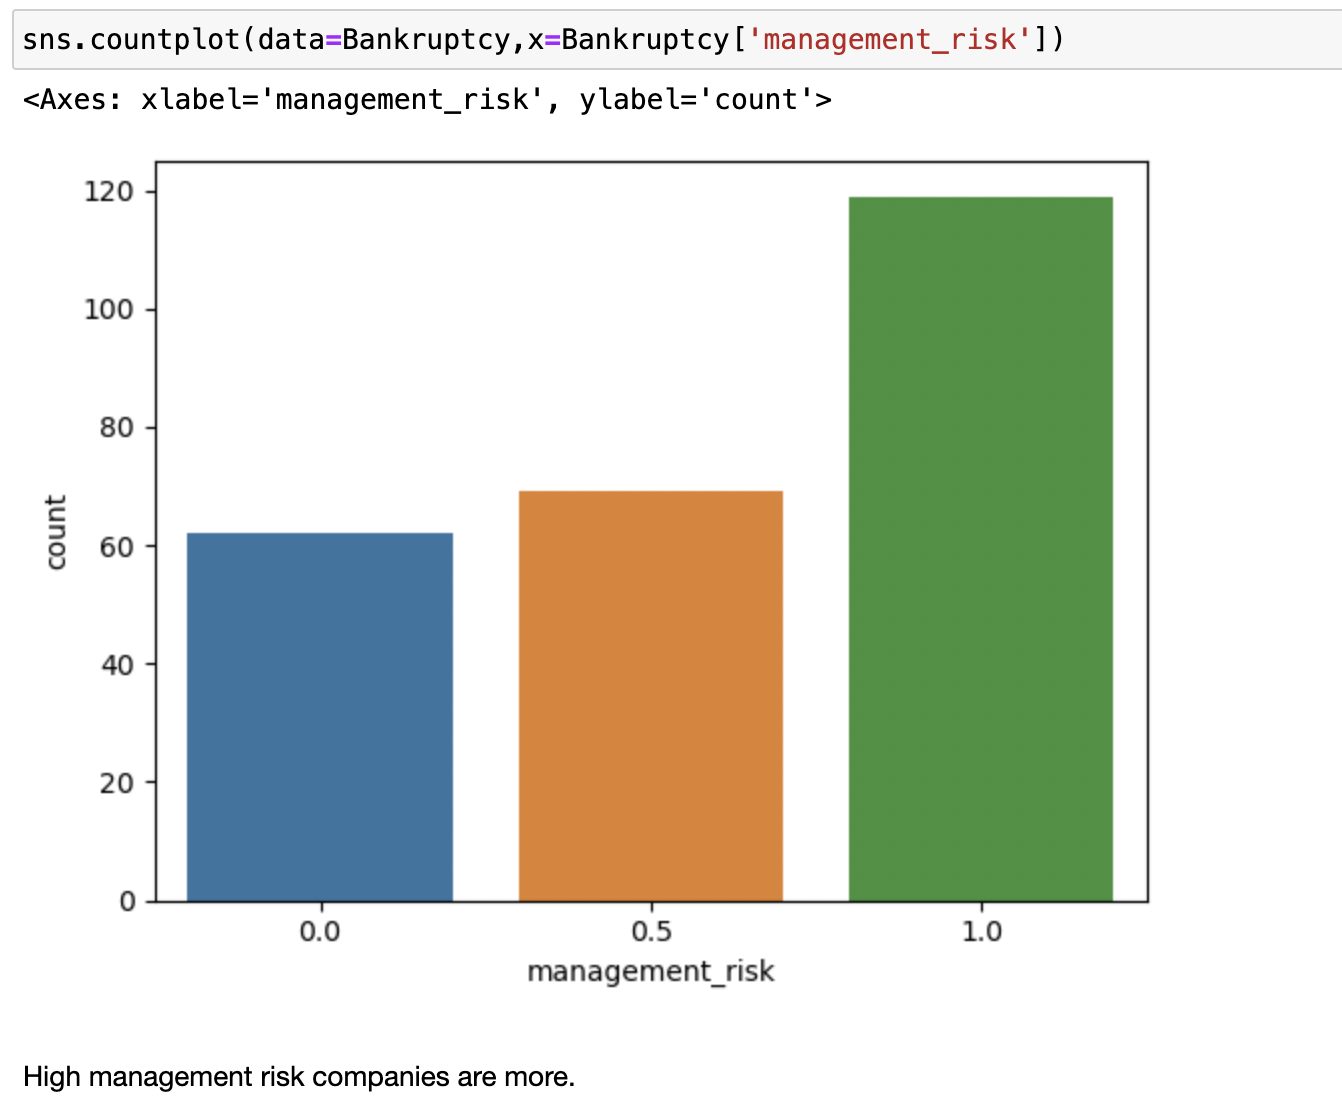 sns.countplot(data=Bankruptcy,x=Bankruptcy['management_risk'])
<Axes: xlabel='management_risk', ylabel='count'>
120
100
80
60
40
20
0
count
0.0 0.5 1.0
management_risk
High management risk companies are more.